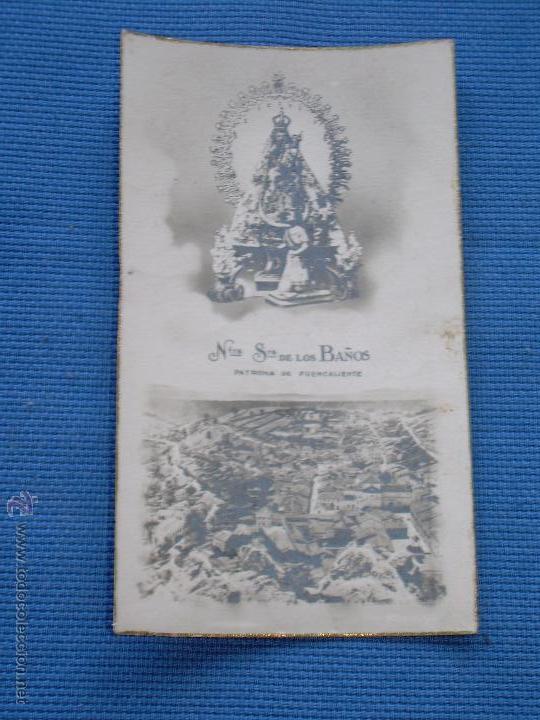 Ntra Sra DE LOS BAÑOS
PATRONA DE FUENCALIENTE
www.todocoleccion.net